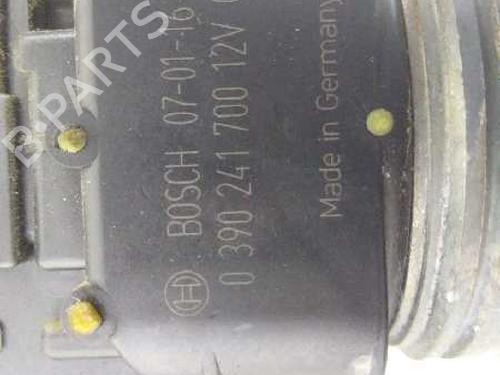 BOSCH 07-01-16
0 390 241 700 12V
Made in Germany
B-PARTS